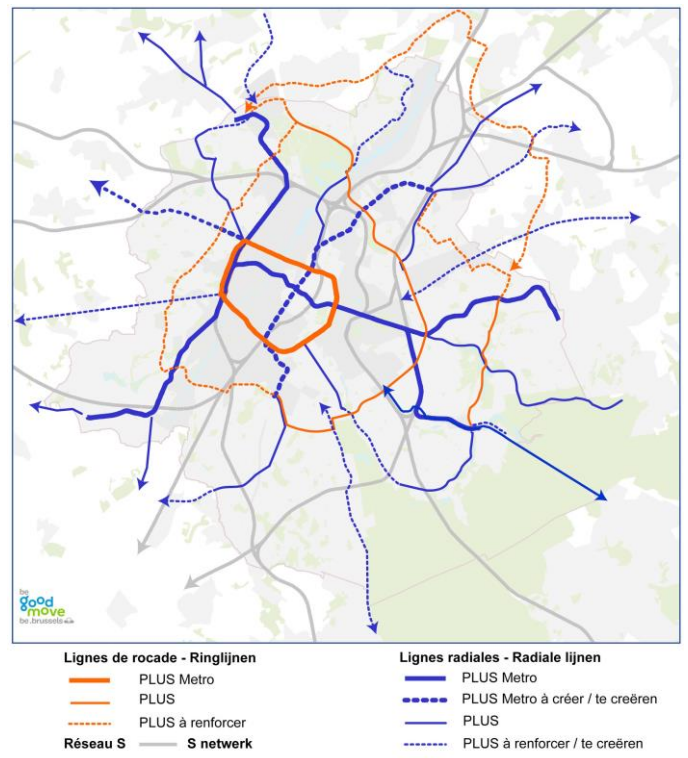 be
good
move
be .brussels
Lignes de rocade - Ringlijnen
PLUS Metro
PLUS
PLUS à renforcer
Réseau S
S netwerk
Lignes radiales - Radiale lijnen
PLUS Metro
PLUS Metro à créer / te creëren
PLUS
PLUS à renforcer / te creëren